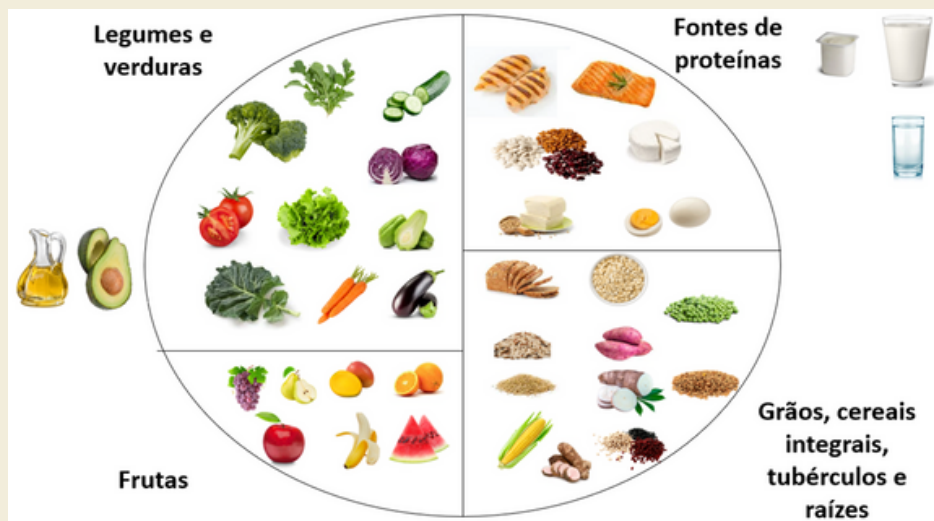 Legumes e
verduras
Fontes de
proteínas
Frutas
Grãos, cereais
integrais,
tubérculos e
raízes